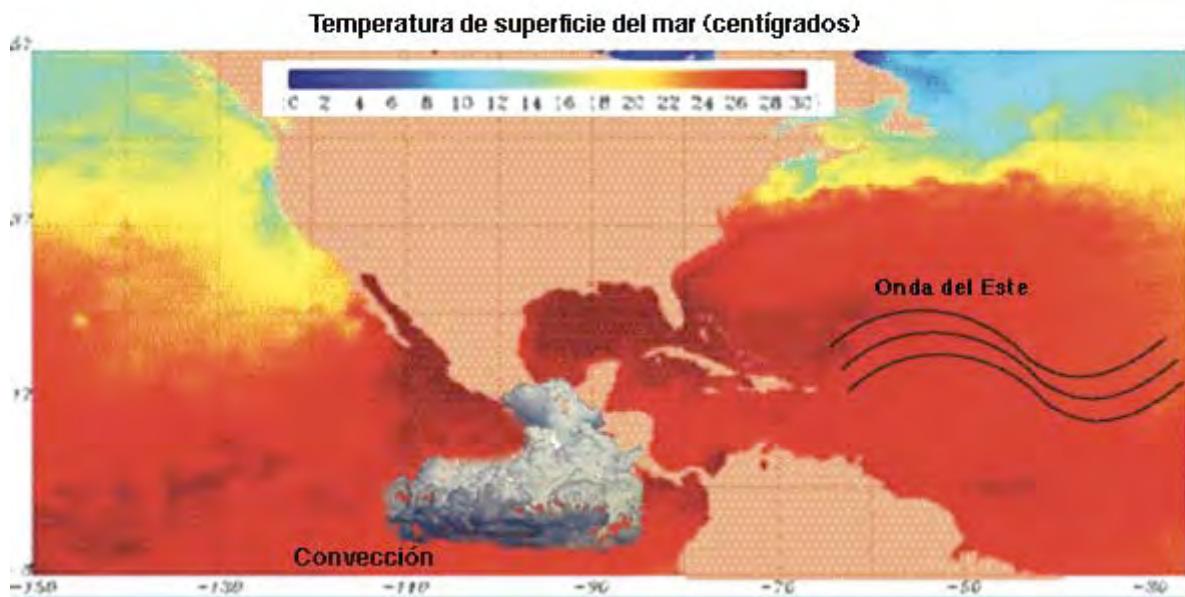 Temperatura de superficie del mar (centígrados)
0 2 4 6 8 10 12 14 16 18 20 22 24 26 28 30
Onda del Este
17
Convección
-150 -130 -110 -90 -70 -50 -30